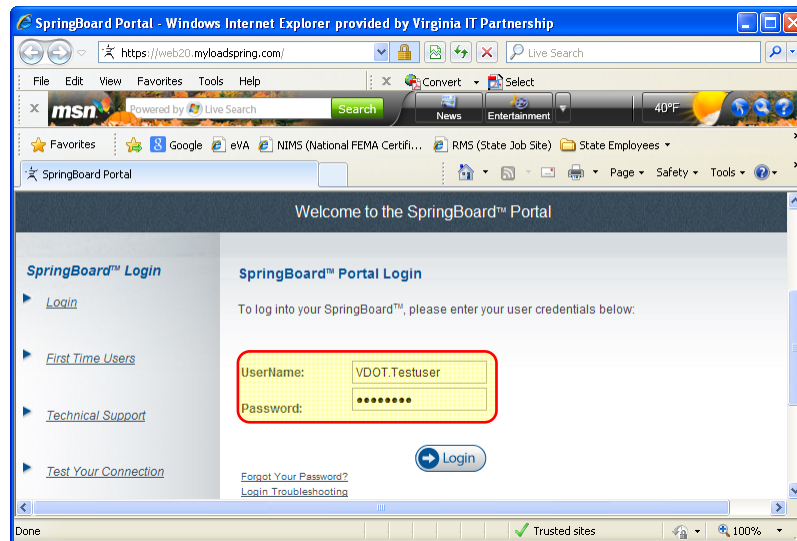 SpringBoard Portal - Windows Internet Explorer provided by Virginia IT Partnership
https://web20.myloadspring.com/
Live Search
File Edit View Favorites Tools Help
Convert Select
msn Powered by Live Search Search News Entertainment 40°F
Favorites Google eVA NIMS (National FEMA Certifi... RMS (State Job Site) State Employees
SpringBoard Portal
Page Safety Tools
Welcome to the SpringBoard™ Portal
SpringBoard™ Login
Login
First Time Users
Technical Support
Test Your Connection
SpringBoard™ Portal Login
To log into your SpringBoard™, please enter your user credentials below:
UserName: VDOT.Testuser
Password: ●●●●●●●●
Login
Forgot Your Password?
Login Troubleshooting
Done Trusted sites 100%